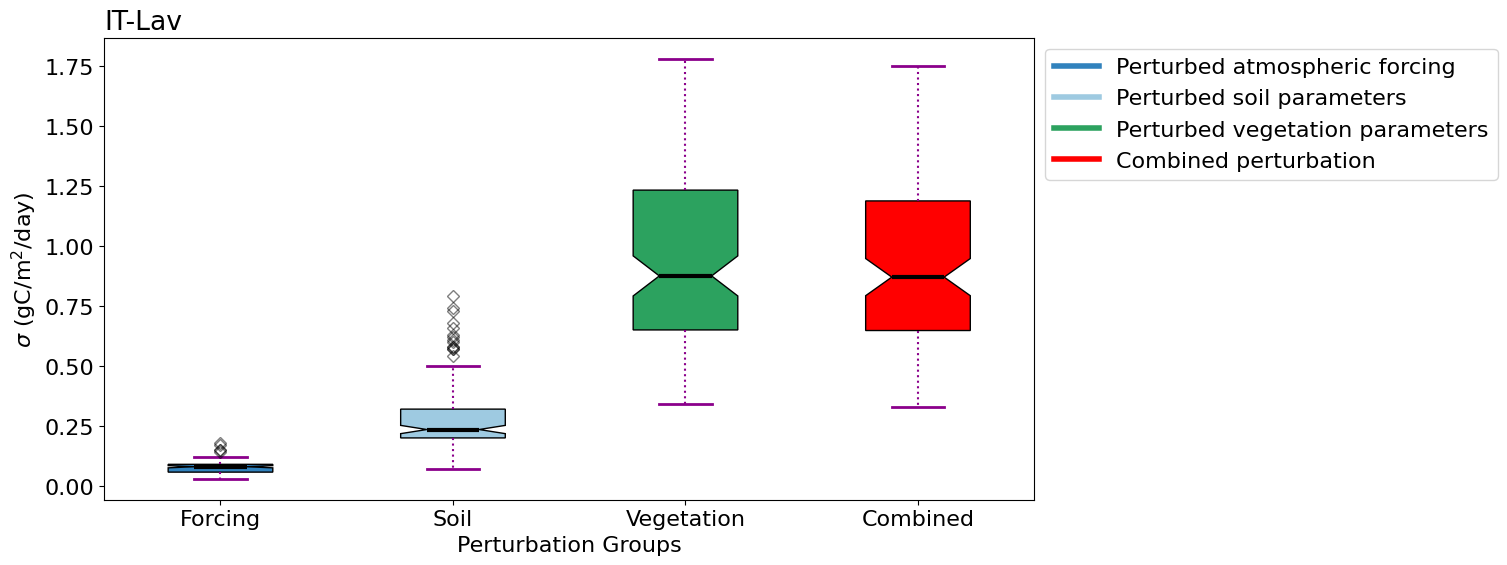 IT-Lav
1.75
1.50
1.25
1.00
0.75
0.50
0.25
0.00
σ (gC/m²/day)
Forcing
Soil
Vegetation
Combined
Perturbation Groups
Perturbed atmospheric forcing
Perturbed soil parameters
Perturbed vegetation parameters
Combined perturbation